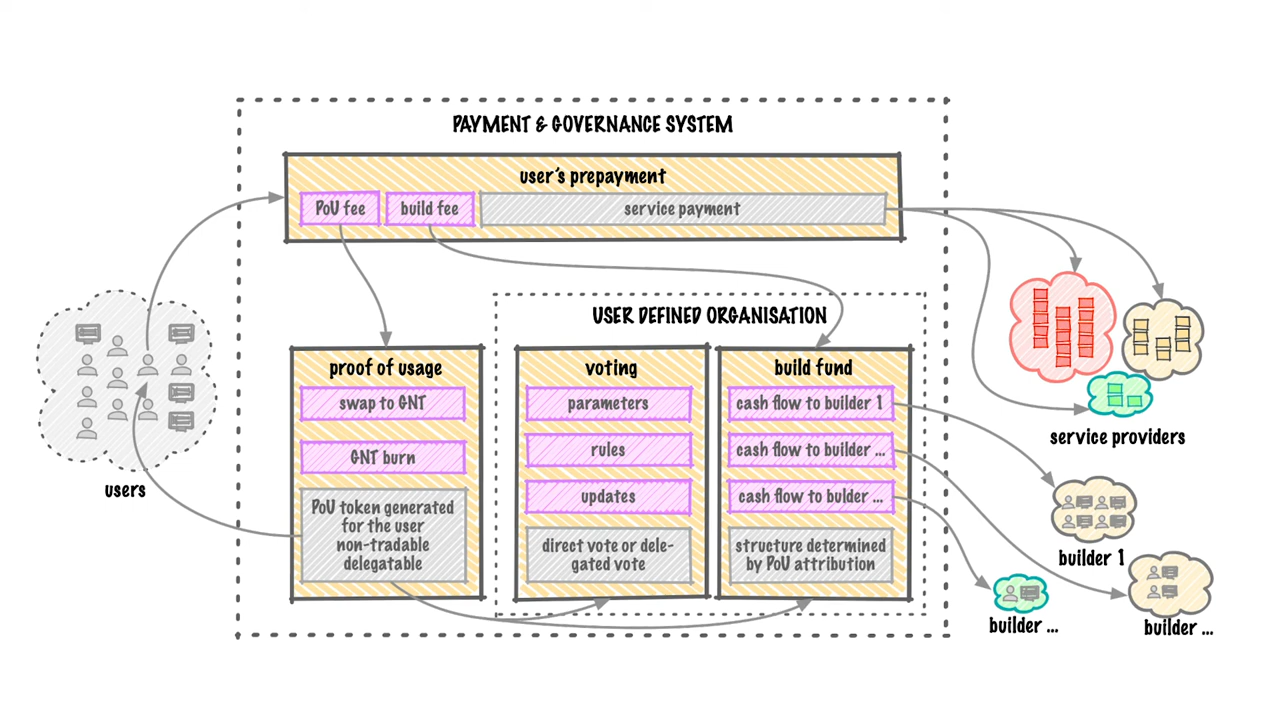 PAYMENT & GOVERNANCE SYSTEM
user's prepayment
PoU fee
build fee
service payment
USER DEFINED ORGANISATION
proof of usage
swap to GNT
GNT burn
PoU token generated
for the user
non-tradable
delegatable
voting
parameters
rules
updates
direct vote or dele-
gated vote
build fund
cash flow to builder 1
cash flow to builder ...
cash flow to bulder ...
structure determined
by PoU attribution
users
service providers
builder 1
builder ...
builder ...